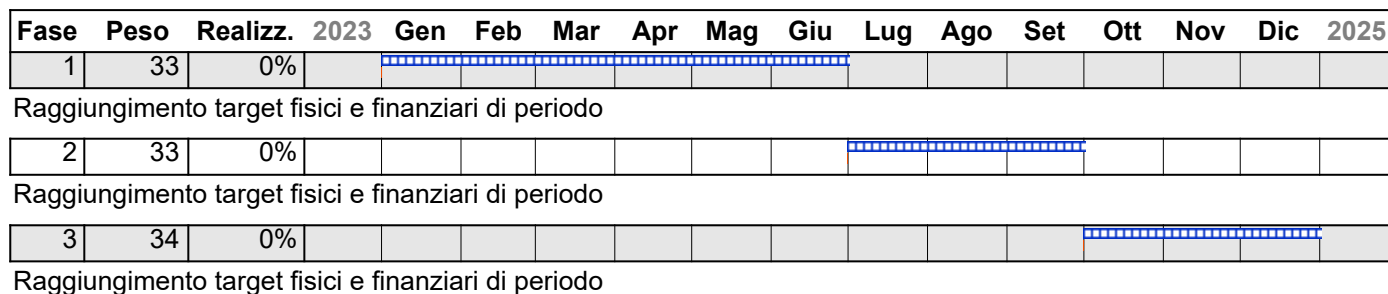 Fase Peso Realizz. 2023 Gen Feb Mar Apr Mag Giu Lug Ago Set Ott Nov Dic 2025
1 33 0%
Raggiungimento target fisici e finanziari di periodo
2 33 0%
Raggiungimento target fisici e finanziari di periodo
3 34 0%
Raggiungimento target fisici e finanziari di periodo